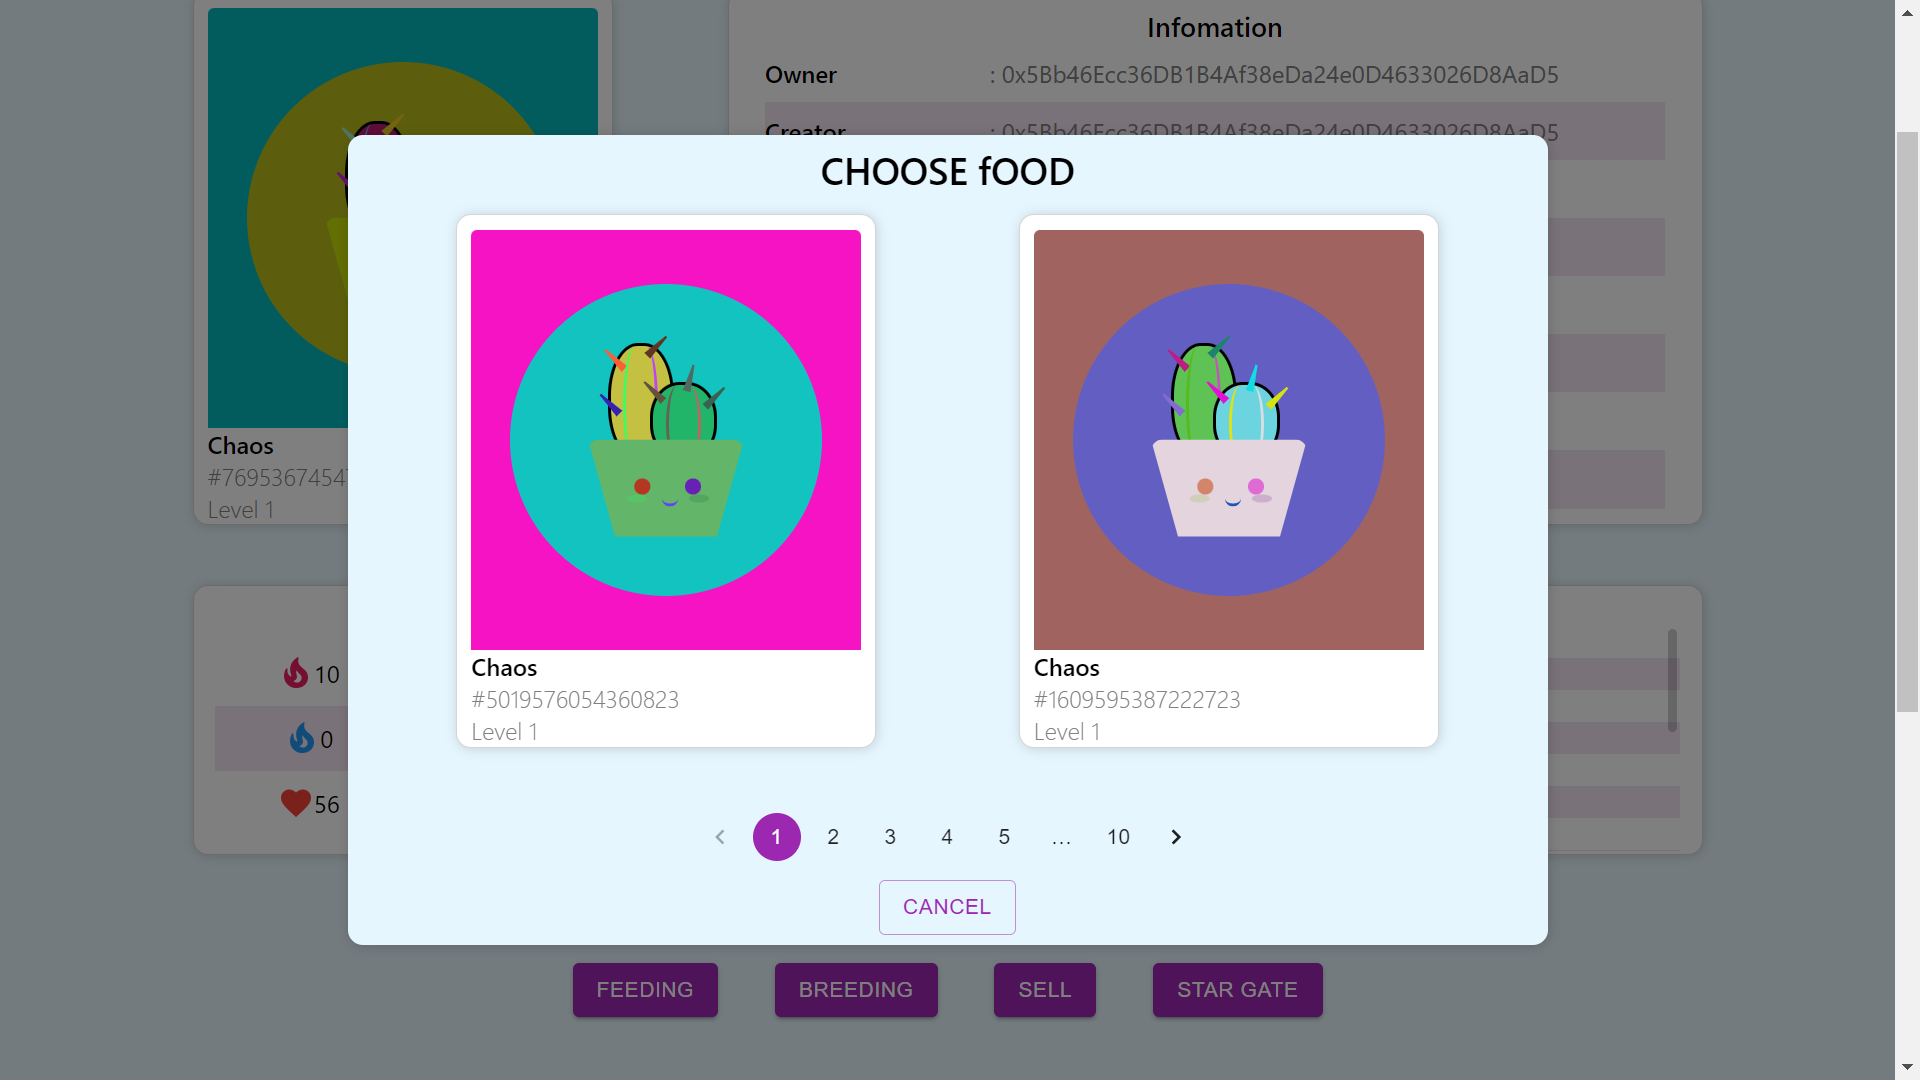 Infomation
Owner : 0x5Bb46Ecc36DB1B4Af38eDa24e0D4633026D8AaD5
Creator : 0x5Bb46Ecc36DB1B4Af38eDa24e0D4633026D8AaD5
Chaos
#7695367454
Level 1
10
0
56
CHOOSE fOOD
Chaos
#5019576054360823
Level 1
Chaos
#1609595387222723
Level 1
1 2 3 4 5 … 10
CANCEL
FEEDING BREEDING SELL STAR GATE